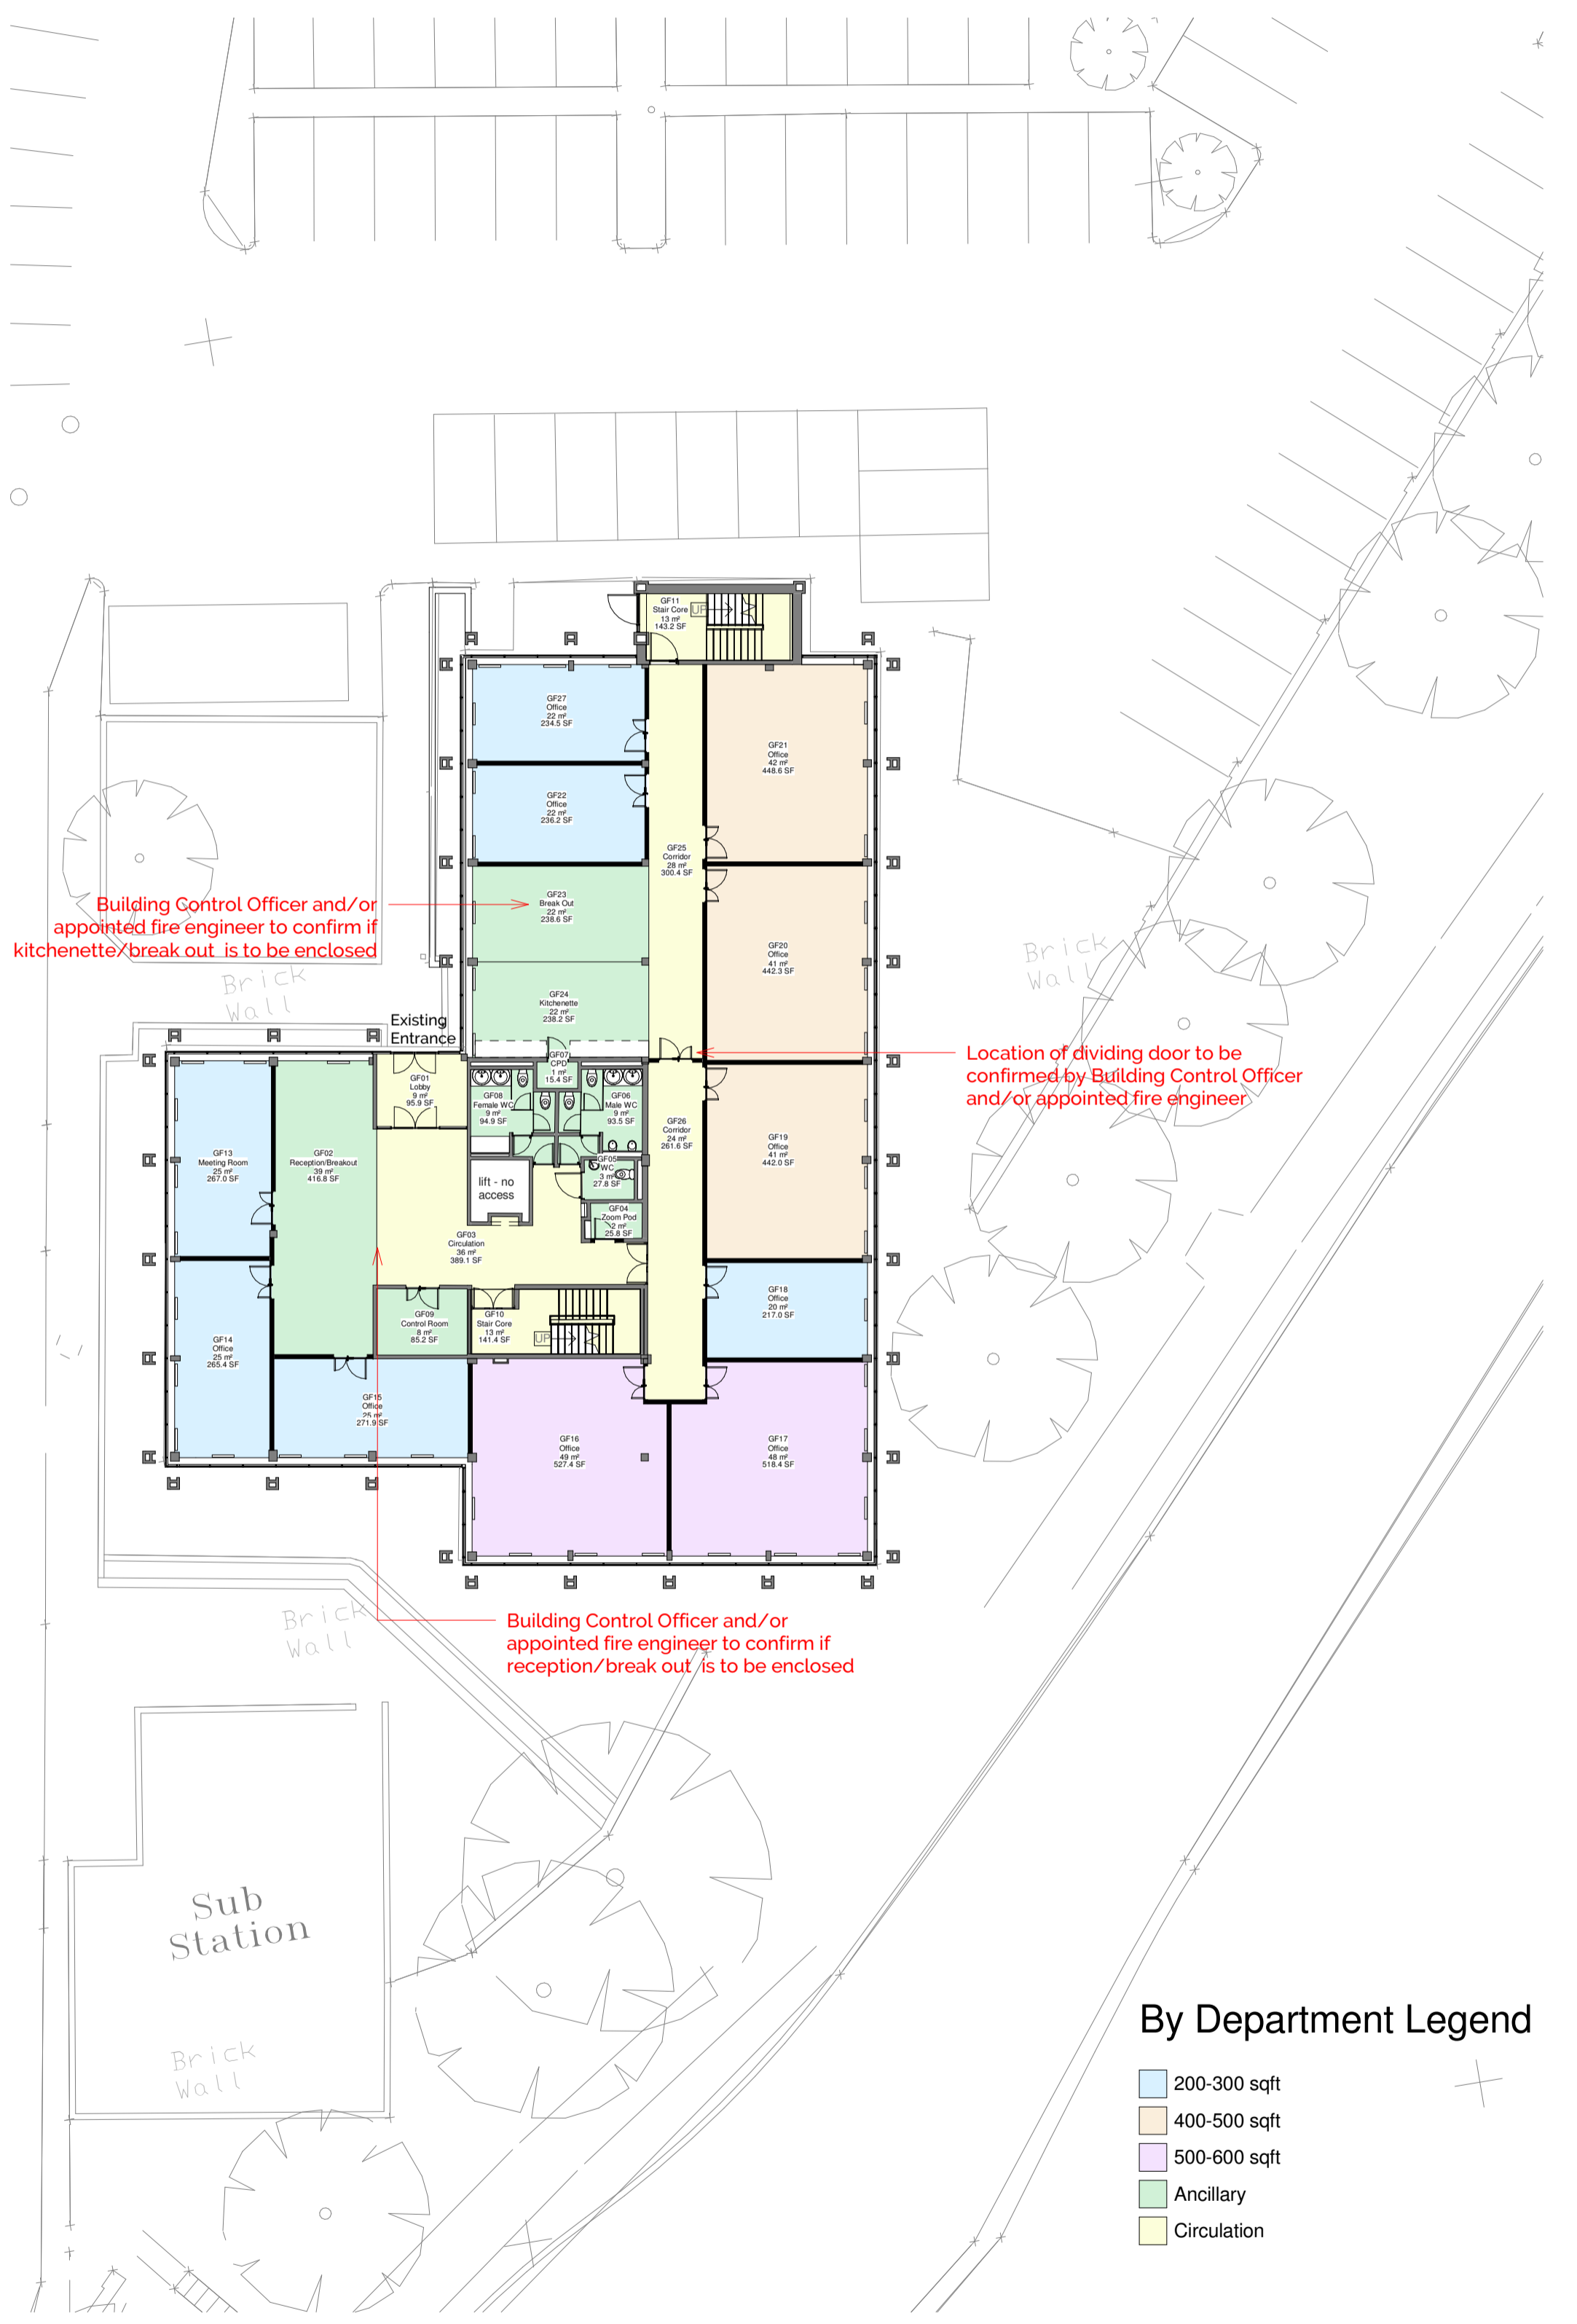 GF11
Stair Core
13 m²
143.2 SF
UP
GF27
Office
22 m²
234.5 SF
GF21
Office
42 m²
448.6 SF
GF22
Office
22 m²
236.2 SF
GF25
Corridor
28 m²
300.4 SF
Building Control Officer and/or
appointed fire engineer to confirm if
kitchenette/break out is to be enclosed
GF23
Break Out
22 m²
238.6 SF
GF20
Office
41 m²
442.3 SF
Brick
Wall
Brick
Wall
GF24
Kitchenette
22 m²
238.2 SF
Existing
Entrance
Location of dividing door to be
confirmed by Building Control Officer
and/or appointed fire engineer
GF07
CPD
1 m²
15.4 SF
GF01
Lobby
9 m²
95.9 SF
GF08
Female WC
9 m²
94.9 SF
GF06
Male WC
9 m²
93.5 SF
GF26
Corridor
24 m²
261.6 SF
GF19
Office
41 m²
442.0 SF
GF13
Meeting Room
25 m²
267.0 SF
GF02
Reception/Breakout
39 m²
416.8 SF
GF05
WC
3 m²
27.8 SF
lift - no
access
GF04
Zoom Pod
2 m²
25.8 SF
GF03
Circulation
36 m²
389.1 SF
GF18
Office
20 m²
217.0 SF
GF09
Control Room
8 m²
85.2 SF
GF10
Stair Core
13 m²
141.4 SF
UP
GF14
Office
25 m²
265.4 SF
GF15
Office
25 m²
271.9 SF
GF16
Office
49 m²
527.4 SF
GF17
Office
48 m²
518.4 SF
Brick
Wall
Building Control Officer and/or
appointed fire engineer to confirm if
reception/break out is to be enclosed
Sub
Station
Brick
Wall
By Department Legend
200-300 sqft
400-500 sqft
500-600 sqft
Ancillary
Circulation